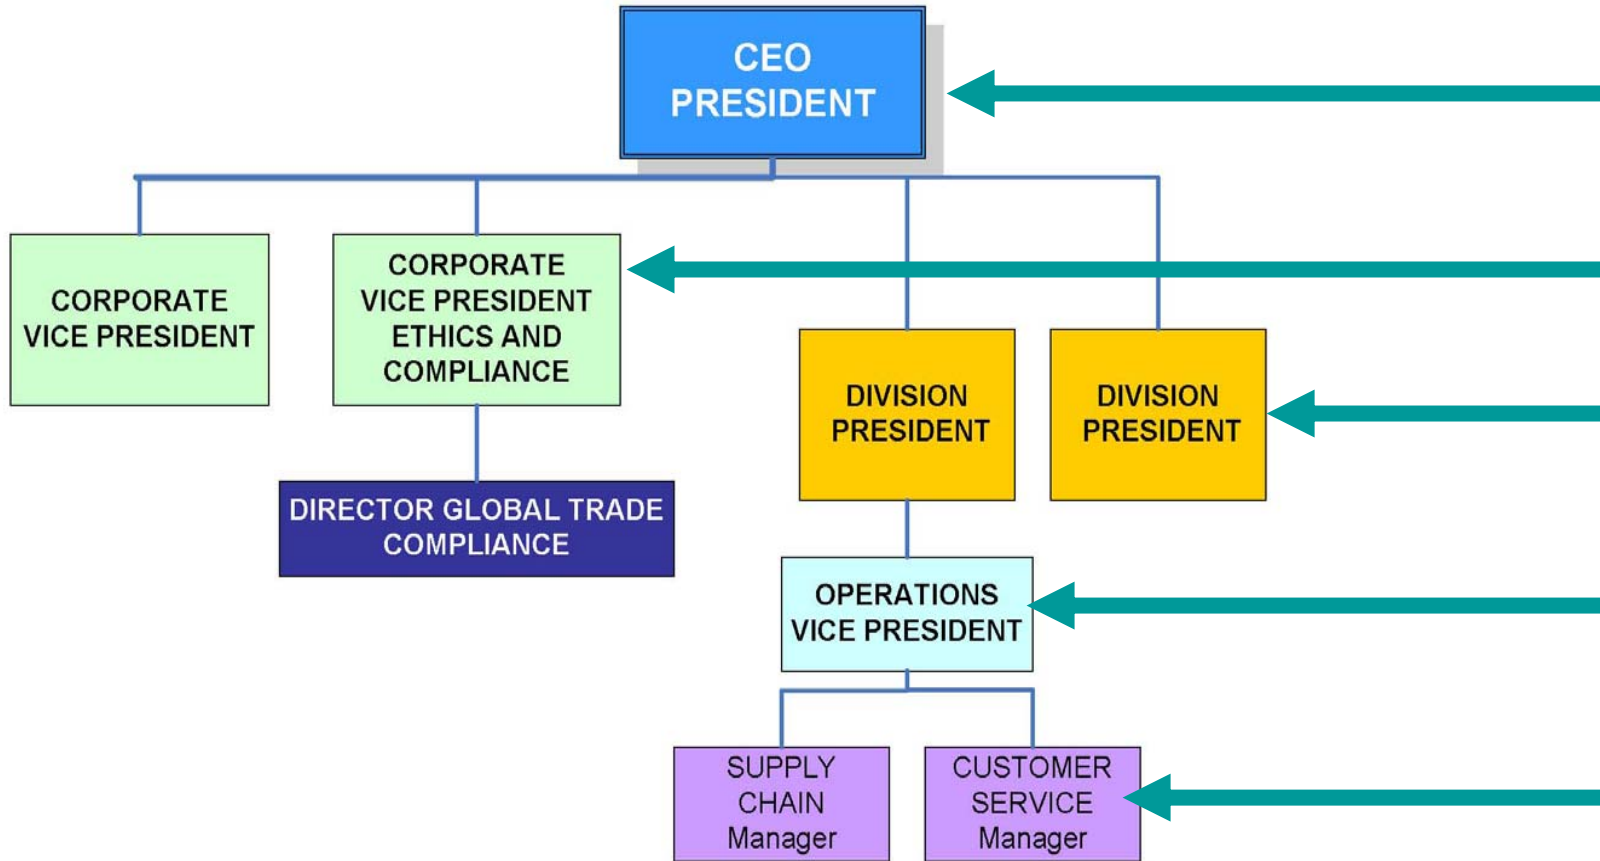 CEO
PRESIDENT
CORPORATE
VICE PRESIDENT
CORPORATE
VICE PRESIDENT
ETHICS AND
COMPLIANCE
DIVISION
PRESIDENT
DIVISION
PRESIDENT
DIRECTOR GLOBAL TRADE
COMPLIANCE
OPERATIONS
VICE PRESIDENT
SUPPLY
CHAIN
Manager
CUSTOMER
SERVICE
Manager